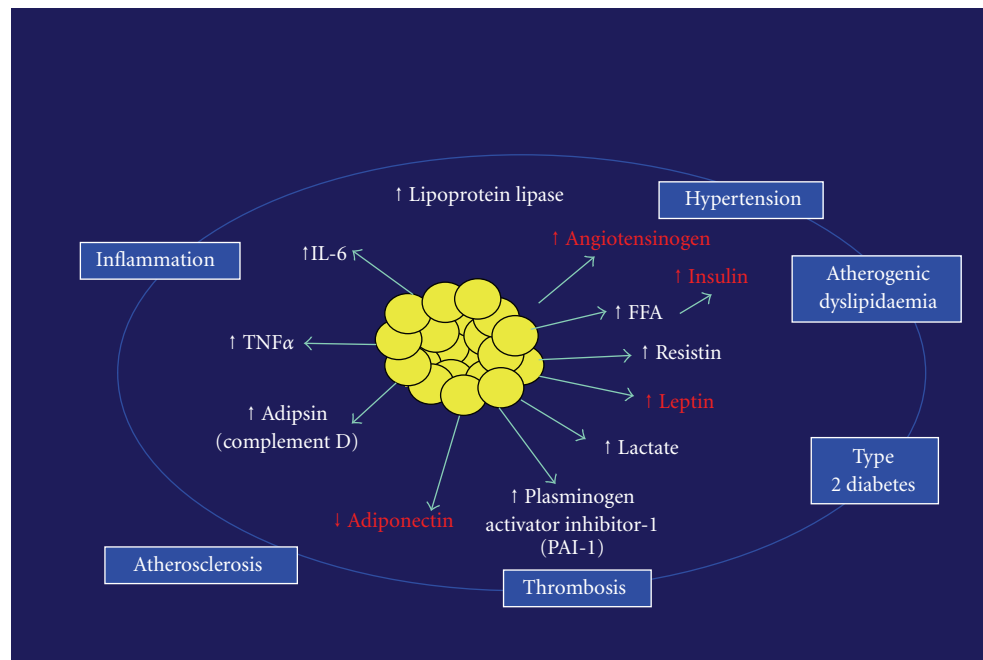 ↑ Lipoprotein lipase
Hypertension
↑ Angiotensinogen
Inflammation
↑IL-6
↑ Insulin
Atherogenic
dyslipidaemia
↑ FFA
↑ TNFα
↑ Resistin
↑ Leptin
↑ Adipsin
(complement D)
↑ Lactate
Type
2 diabetes
↑ Plasminogen
activator inhibitor-1
(PAI-1)
↓ Adiponectin
Atherosclerosis
Thrombosis